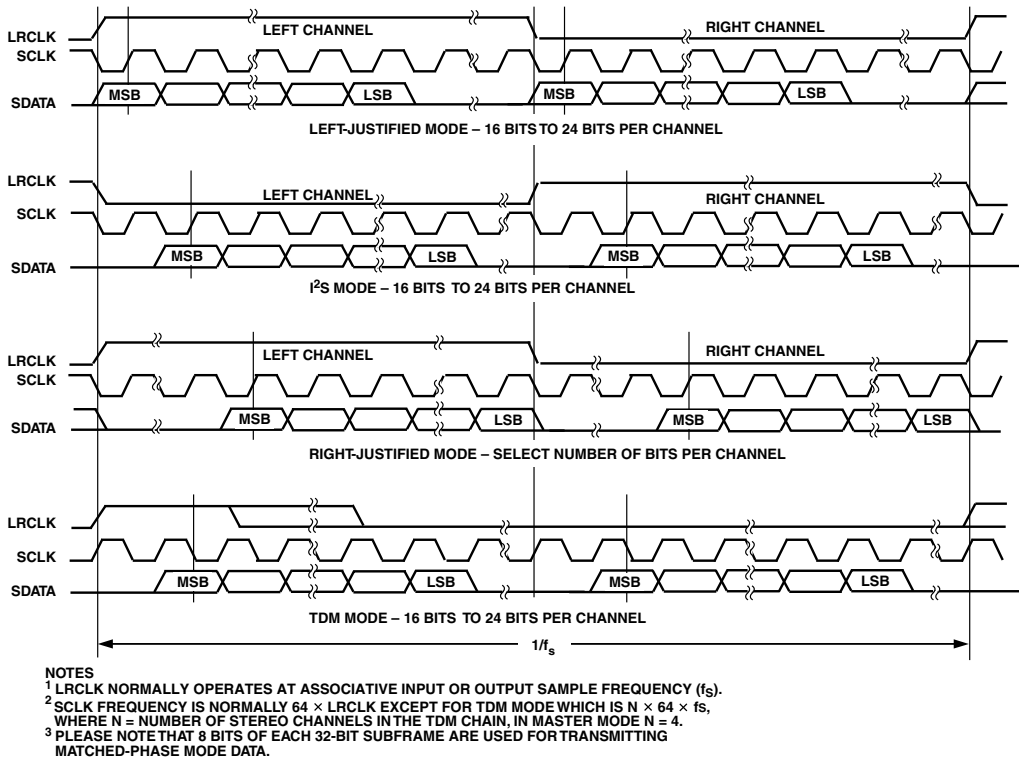 LEFT CHANNEL RIGHT CHANNEL
LRCLK
SCLK
SDATA MSB LSB MSB LSB
LEFT-JUSTIFIED MODE – 16 BITS TO 24 BITS PER CHANNEL
LRCLK
LEFT CHANNEL RIGHT CHANNEL
SCLK
SDATA MSB LSB MSB LSB
I²S MODE – 16 BITS TO 24 BITS PER CHANNEL
LRCLK LEFT CHANNEL RIGHT CHANNEL
SCLK
SDATA MSB LSB MSB LSB
RIGHT-JUSTIFIED MODE – SELECT NUMBER OF BITS PER CHANNEL
LRCLK
SCLK
SDATA MSB LSB MSB LSB
TDM MODE – 16 BITS TO 24 BITS PER CHANNEL
1/fs
NOTES
1 LRCLK NORMALLY OPERATES AT ASSOCIATIVE INPUT OR OUTPUT SAMPLE FREQUENCY (fS).
2 SCLK FREQUENCY IS NORMALLY 64 × LRCLK EXCEPT FOR TDM MODE WHICH IS N × 64 × fs,
WHERE N = NUMBER OF STEREO CHANNELS IN THE TDM CHAIN, IN MASTER MODE N = 4.
3 PLEASE NOTE THAT 8 BITS OF EACH 32-BIT SUBFRAME ARE USED FOR TRANSMITTING
MATCHED-PHASE MODE DATA.